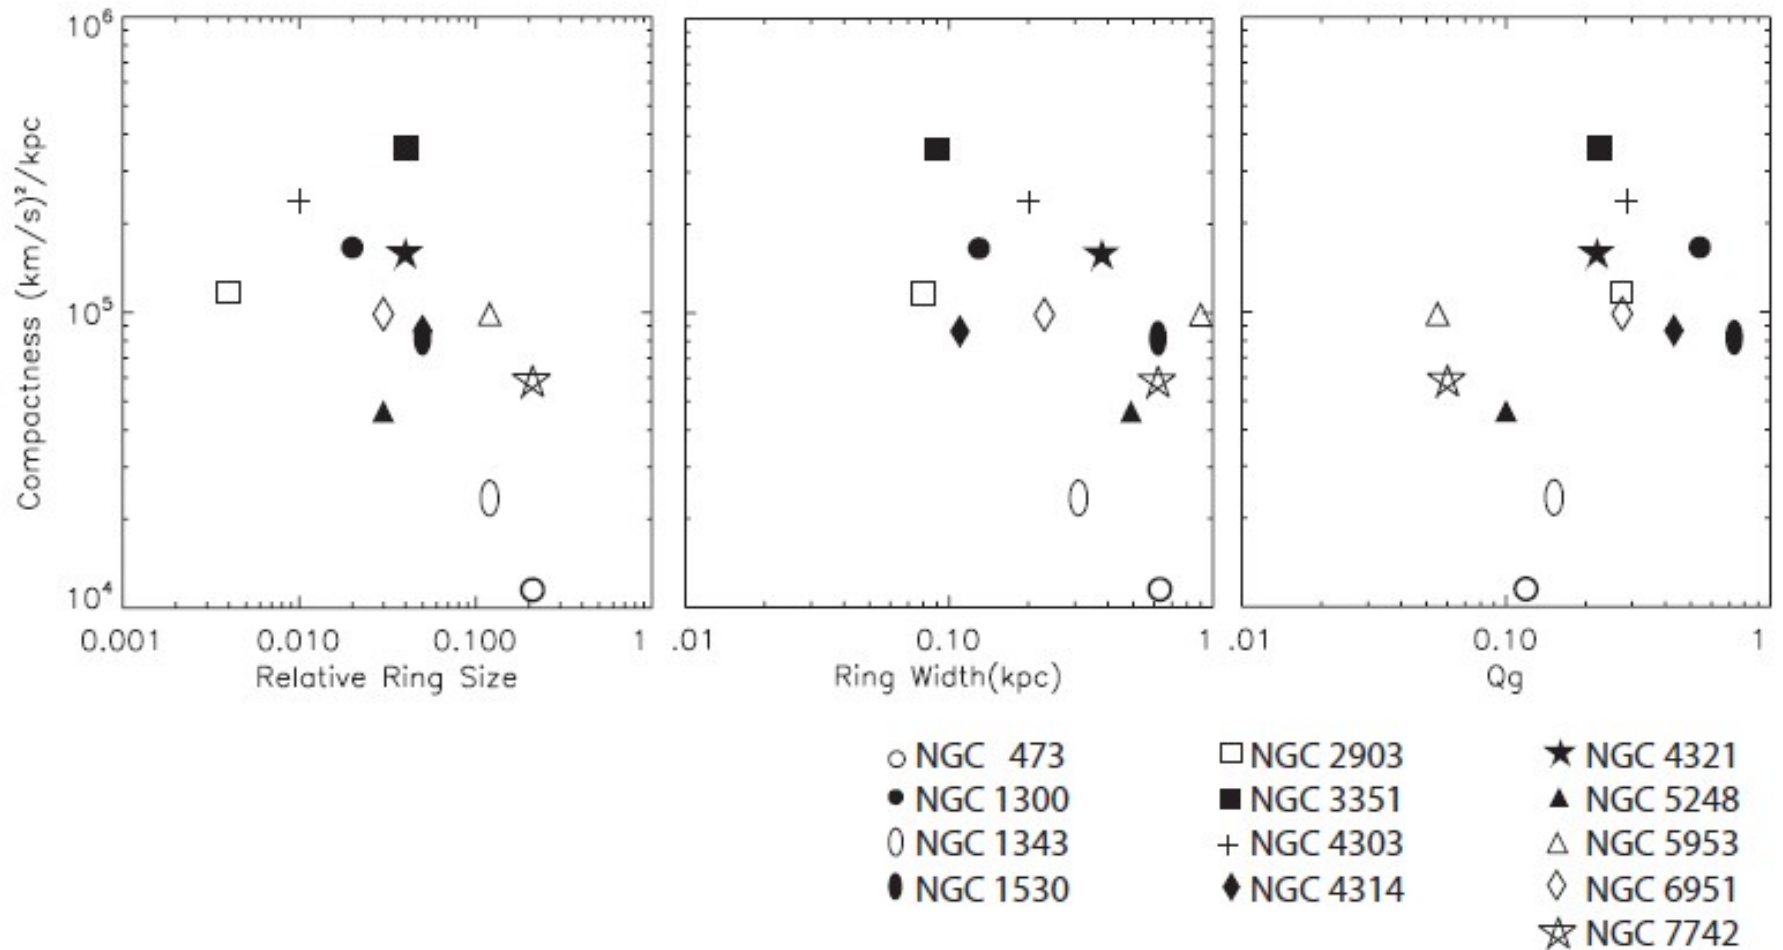 Compactness (km/s)²/kpc
10⁶
10⁵
10⁴
0.001 0.010 0.100 1
Relative Ring Size
.01 0.10 1
Ring Width(kpc)
.01 0.10 1
Qg
NGC 473
NGC 1300
NGC 1343
NGC 1530
NGC 2903
NGC 3351
NGC 4303
NGC 4314
NGC 4321
NGC 5248
NGC 5953
NGC 6951
NGC 7742